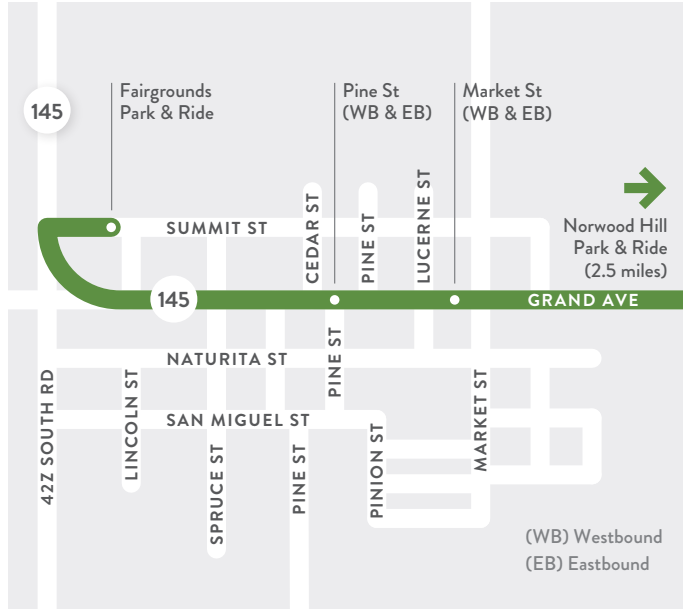 145
Fairgrounds
Park & Ride
Pine St
(WB & EB)
Market St
(WB & EB)
Norwood Hill
Park & Ride
(2.5 miles)
SUMMIT ST
CEDAR ST
PINE ST
LUCERNE ST
145
GRAND AVE
NATURITA ST
PINE ST
42Z SOUTH RD
LINCOLN ST
SAN MIGUEL ST
MARKET ST
SPRUCE ST
PINE ST
PINION ST
(WB) Westbound
(EB) Eastbound